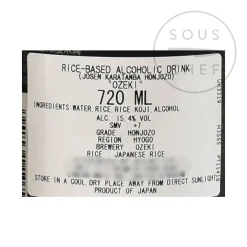 SOUS
CHEF
RICE-BASED ALCOHOLIC DRINK
(JOSEN KARATANBA HONJOZO)
"OZEKI"
720 ML
INGREDIENTS WATER, RICE, RICE KOJI, ALCOHOL
ALC 15.4% VOL.
SMV +7
GRADE HONJOZO
REGION HYOGO
BREWERY OZEKI
RICE JAPANESE RICE
STORE IN A COOL, DRY PLACE AWAY FROM DIRECT SUNLIGHT
PRODUCT OF JAPAN